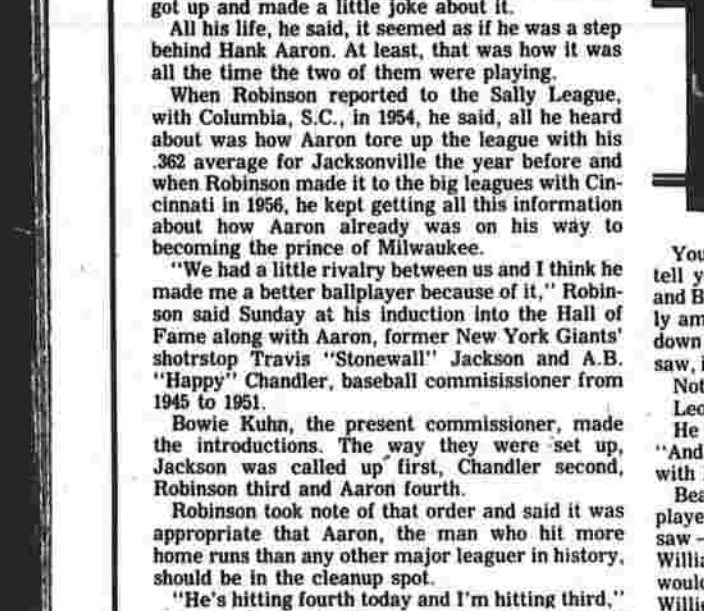 got up and made a little joke about it.
All his life, he said, it seemed as if he was a step
behind Hank Aaron. At least, that was how it was
all the time the two of them were playing.
When Robinson reported to the Sally League,
with Columbia, S.C., in 1954, he said, all he heard
about was how Aaron tore up the league with his
.362 average for Jacksonville the year before and
when Robinson made it to the big leagues with Cin-
cinnati in 1956, he kept getting all this information
about how Aaron already was on his way to
becoming the prince of Milwaukee.
"We had a little rivalry between us and I think he
made me a better ballplayer because of it," Robin-
son said Sunday at his induction into the Hall of
Fame along with Aaron, former New York Giants'
shotrstop Travis "Stonewall" Jackson and A.B.
"Happy" Chandler, baseball commisissioner from
1945 to 1951.
Bowie Kuhn, the present commissioner, made
the introductions. The way they were set up,
Jackson was called up first, Chandler second,
Robinson third and Aaron fourth.
Robinson took note of that order and said it was
appropriate that Aaron, the man who hit more
home runs than any other major leaguer in history,
should be in the cleanup spot.
"He's hitting fourth today and I'm hitting third,"
You
tell y
and B
ly am
down
saw, i
Not
Leo
He
"And
with
Bea
playe
saw —
Willia
would
Willia